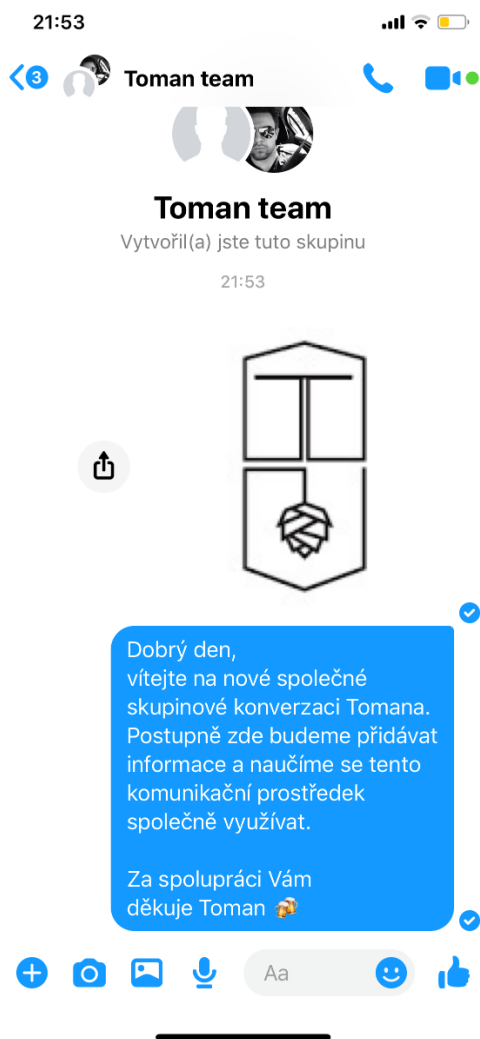 21:53
3
Toman team
Toman team
Vytvořil(a) jste tuto skupinu
21:53
T
Dobrý den,
vítejte na nové společné
skupinové konverzaci Tomana.
Postupně zde budeme přidávat
informace a naučíme se tento
komunikační prostředek
společně využívat.
Za spolupráci Vám
děkuje Toman 🍻
Aa